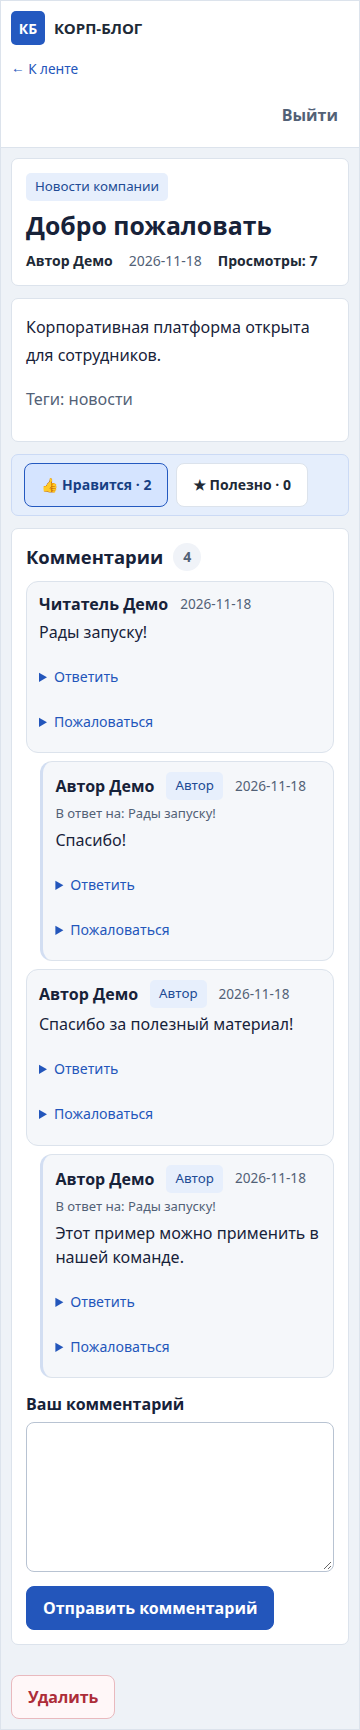 КБ КОРП-БЛОГ
← К ленте
Выйти
Новости компании
Добро пожаловать
Автор Демо 2026-11-18 Просмотры: 7
Корпоративная платформа открыта
для сотрудников.
Теги: новости
👍 Нравится · 2 ★ Полезно · 0
Комментарии 4
Читатель Демо 2026-11-18
Рады запуску!
▶ Ответить
▶ Пожаловаться
Автор Демо Автор 2026-11-18
В ответ на: Рады запуску!
Спасибо!
▶ Ответить
▶ Пожаловаться
Автор Демо Автор 2026-11-18
Спасибо за полезный материал!
▶ Ответить
▶ Пожаловаться
Автор Демо Автор 2026-11-18
В ответ на: Рады запуску!
Этот пример можно применить в
нашей команде.
▶ Ответить
▶ Пожаловаться
Ваш комментарий
Отправить комментарий
Удалить